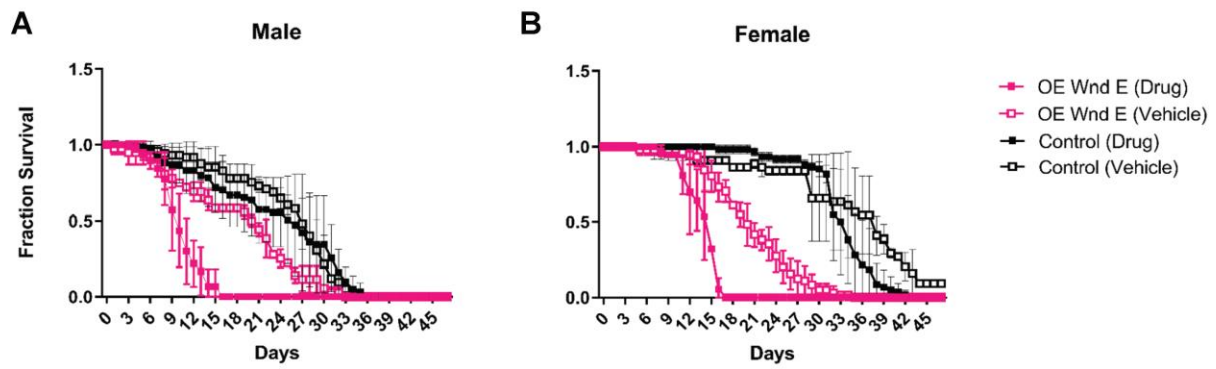 A
Male
Fraction Survival
1.5
1.0
0.5
0.0
0 3 6 9 12 15 18 21 24 27 30 33 36 39 42 45
Days
B
Female
1.5
1.0
0.5
0.0
0 3 6 9 12 15 18 21 24 27 30 33 36 39 42 45
Days
OE Wnd E (Drug)
OE Wnd E (Vehicle)
Control (Drug)
Control (Vehicle)